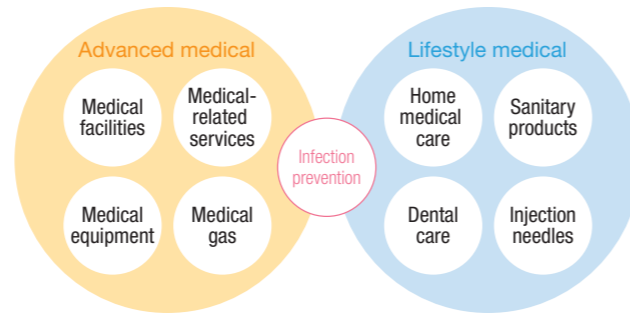 Advanced medical
Medical
facilities
Medical-
related
services
Medical
equipment
Medical
gas
Infection
prevention
Lifestyle medical
Home
medical
care
Sanitary
products
Dental
care
Injection
needles